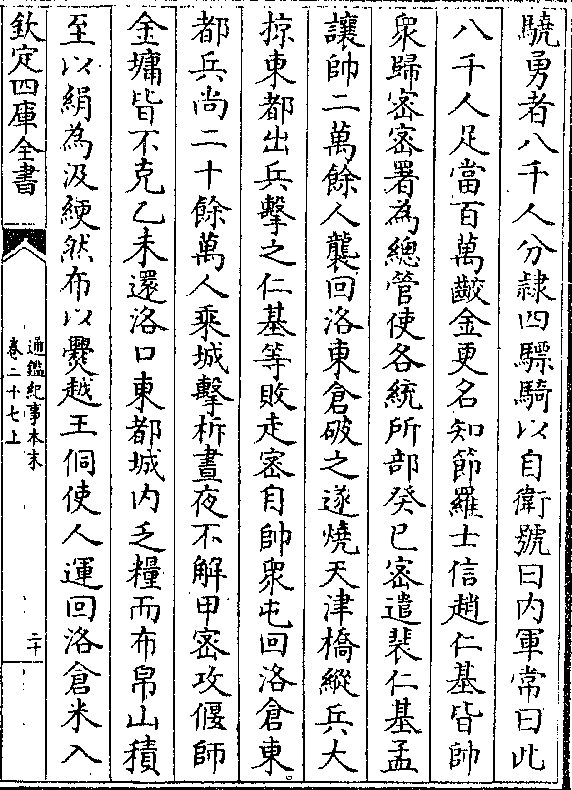 驍勇者八千人分隷四驃騎以自衛號曰内軍常曰此
八千人足當百萬齩金更名知節羅士信趙仁基皆帥
衆歸密密署為總管使各統所部癸巳密遣裴仁基孟
讓帥二萬餘人襲回洛東倉破之遂燒天津橋縱兵大
掠東都出兵擊之仁基等敗走密自帥衆屯回洛倉東
都兵尚二十餘萬人乘城擊柝晝夜不解甲密攻偃師
金墉皆不克乙未還洛口東都城内乏糧而布帛山積
至以絹為汲綆然布以爨越王侗使人運回洛倉米入
欽定四庫全書
通鑑紀事本末
卷二十七上
二十